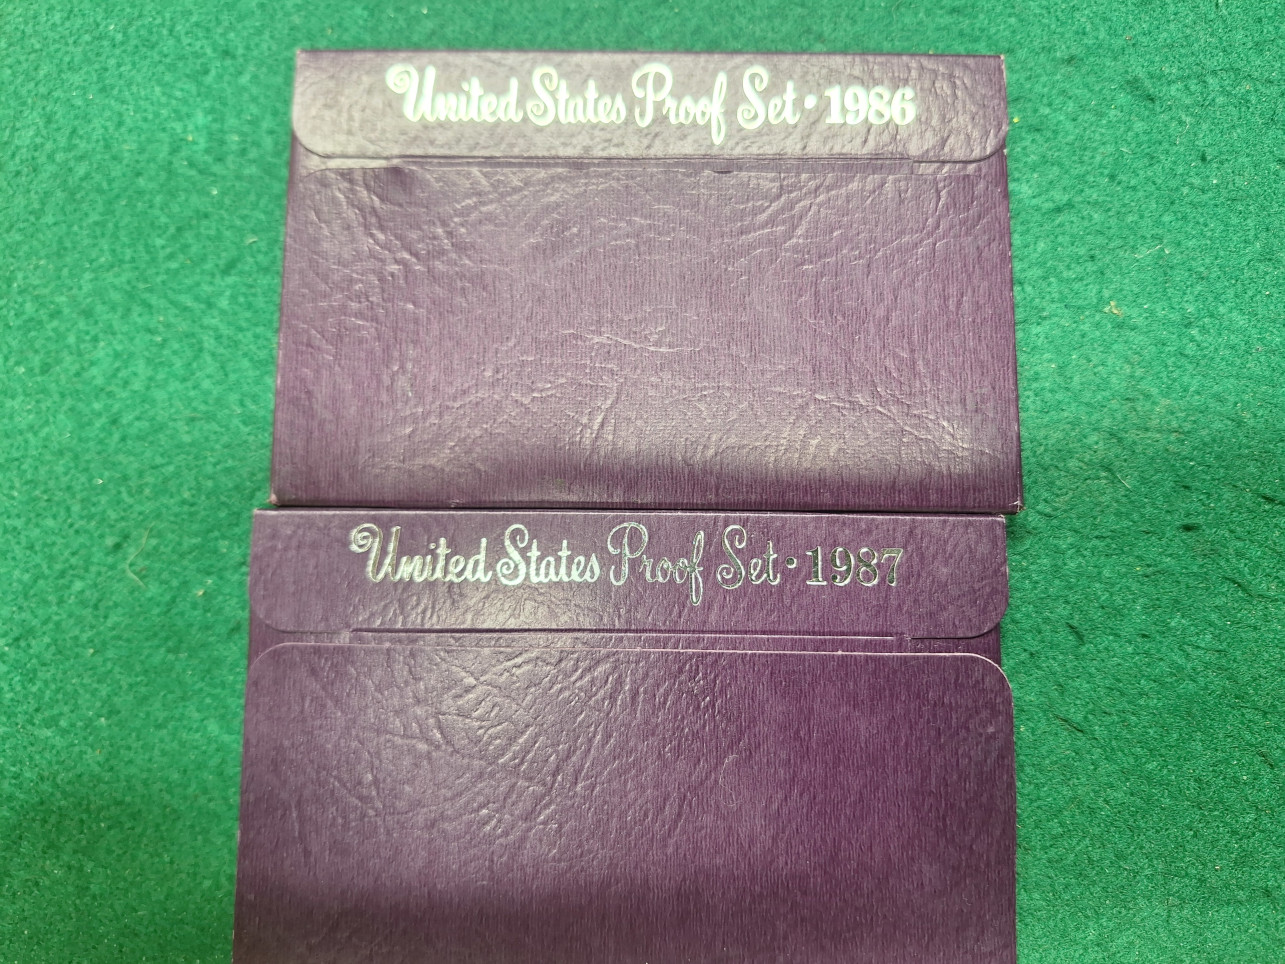 United States Proof Set · 1986
United States Proof Set · 1987